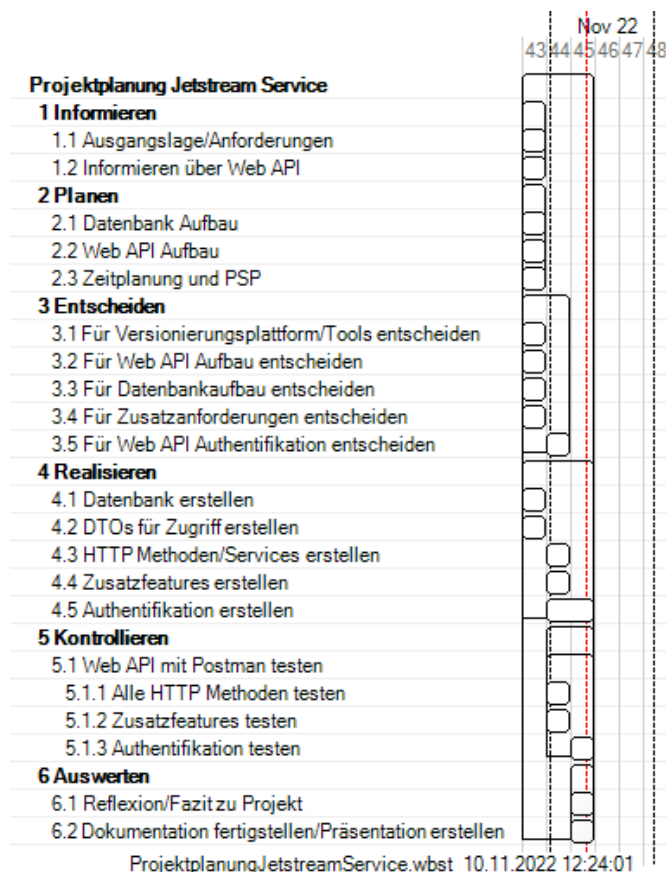 Nov 22
43 44 45 46 47 48
Projektplanung Jetstream Service
1 Informieren
1.1 Ausgangslage/Anforderungen
1.2 Informieren über Web API
2 Planen
2.1 Datenbank Aufbau
2.2 Web API Aufbau
2.3 Zeitplanung und PSP
3 Entscheiden
3.1 Für Versionierungsplattform/Tools entscheiden
3.2 Für Web API Aufbau entscheiden
3.3 Für Datenbankaufbau entscheiden
3.4 Für Zusatzanforderungen entscheiden
3.5 Für Web API Authentifikation entscheiden
4 Realisieren
4.1 Datenbank erstellen
4.2 DTOs für Zugriff erstellen
4.3 HTTP Methoden/Services erstellen
4.4 Zusatzfeatures erstellen
4.5 Authentifikation erstellen
5 Kontrollieren
5.1 Web API mit Postman testen
5.1.1 Alle HTTP Methoden testen
5.1.2 Zusatzfeatures testen
5.1.3 Authentifikation testen
6 Auswerten
6.1 Reflexion/Fazit zu Projekt
6.2 Dokumentation fertigstellen/Präsentation erstellen
ProjektplanungJetstreamService.wbst 10.11.2022 12:24:01